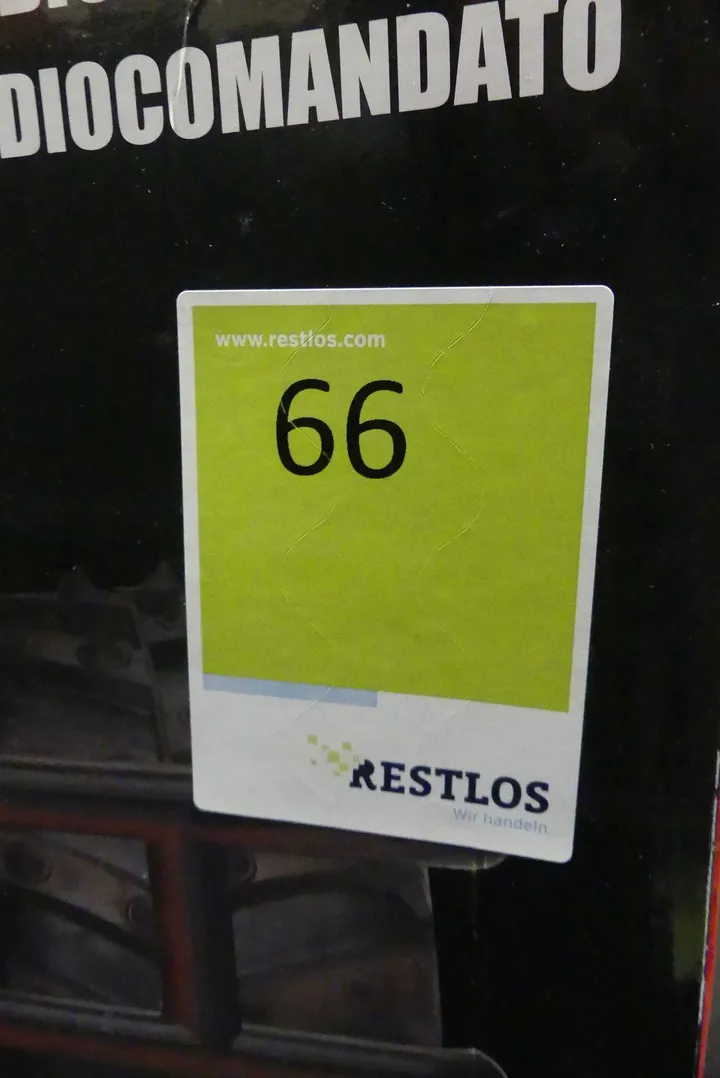 DIOCOMANDATO
www.restlos.com
66
RESTLOS
Wir handeln